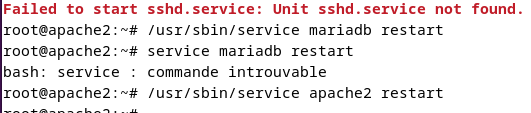 Failed to start sshd.service: Unit sshd.service not found.
root@apache2:~# /usr/sbin/service mariadb restart
root@apache2:~# service mariadb restart
bash: service : commande introuvable
root@apache2:~# /usr/sbin/service apache2 restart
root@apache2:~#